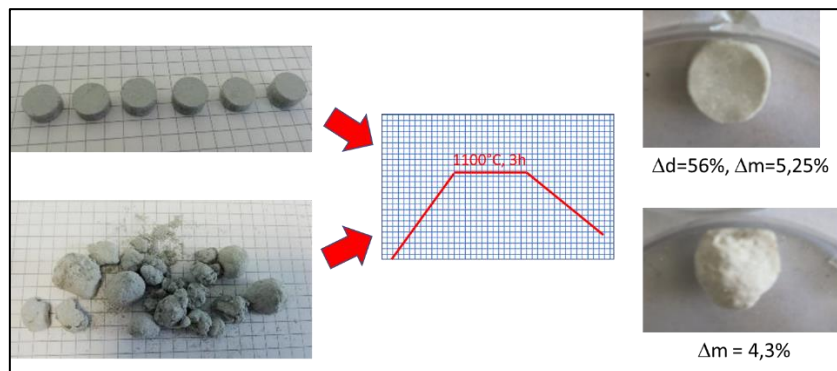 1100°C, 3h
Δd=56%, Δm=5,25%
Δm = 4,3%